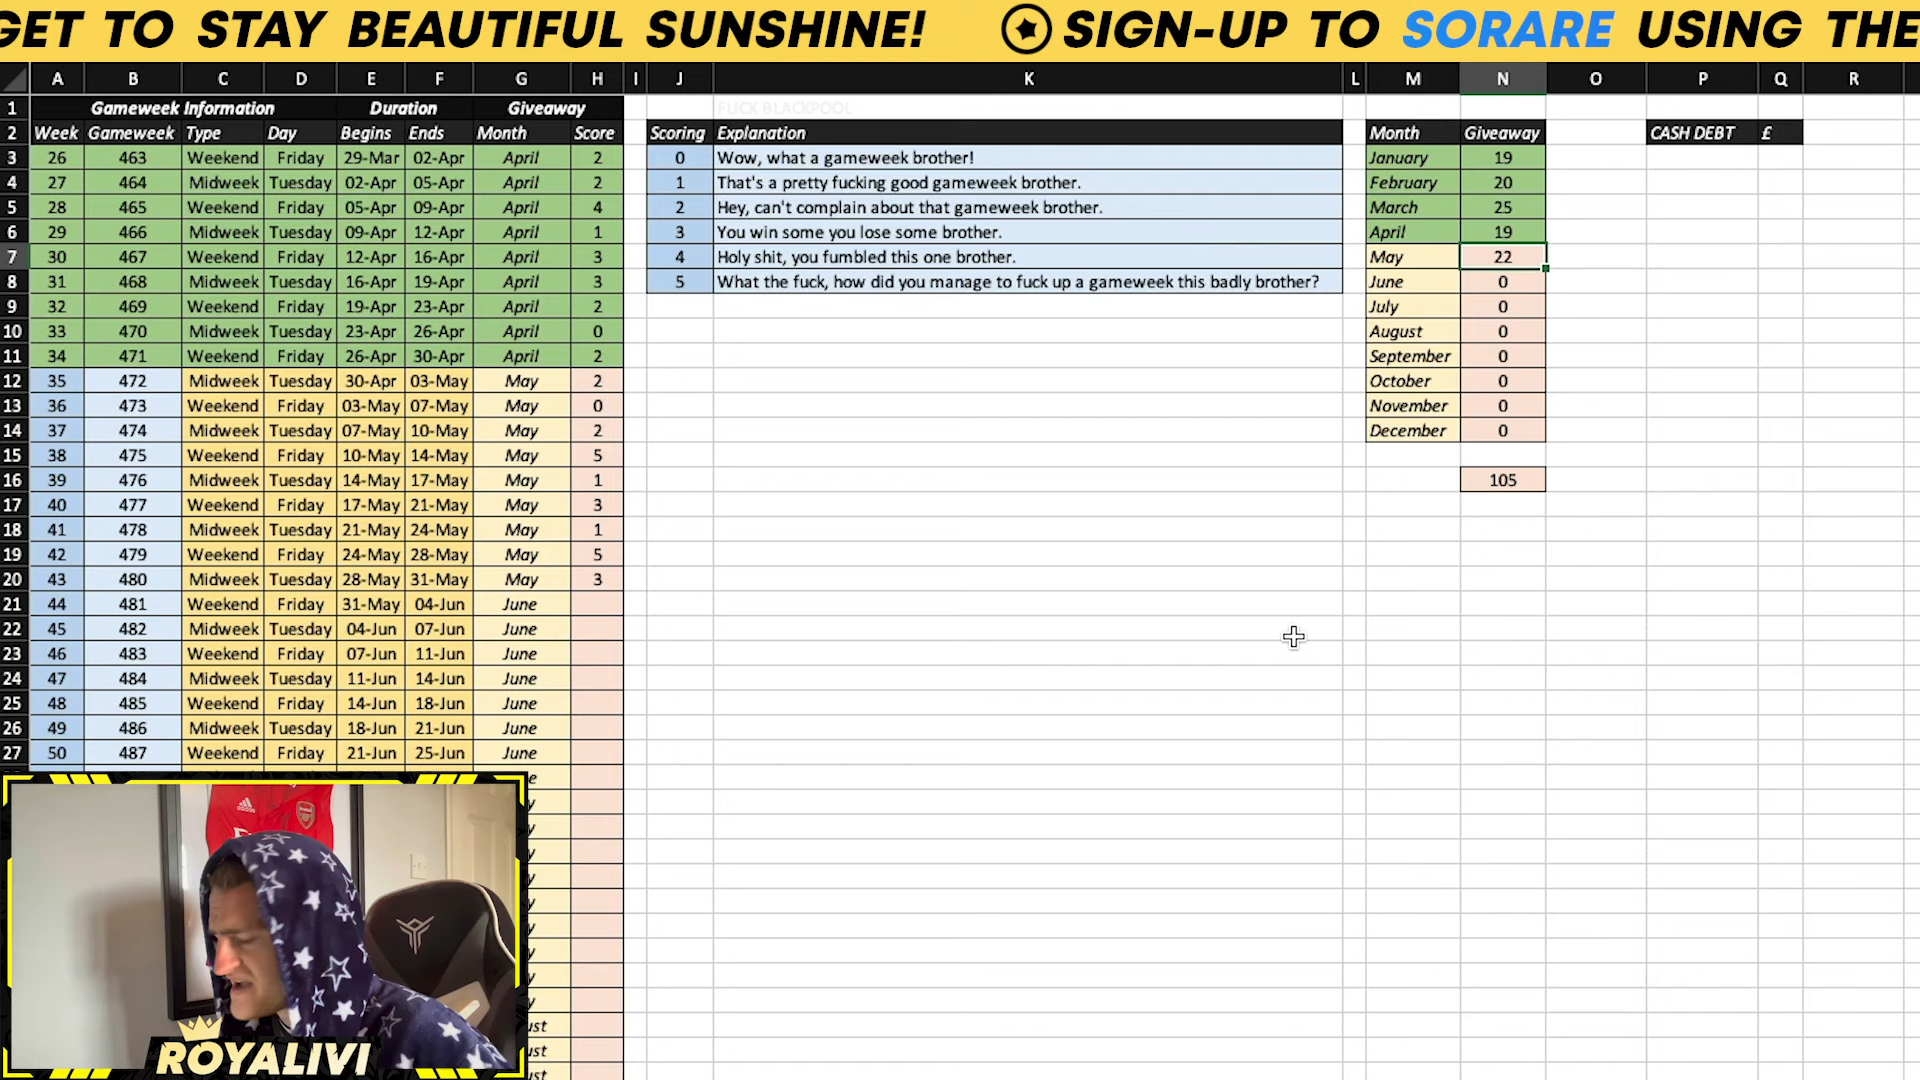 GET TO STAY BEAUTIFUL SUNSHINE! SIGN-UP TO SORARE USING THE
A B C D E F G H I J K L M N O P Q R
1 Gameweek Information Duration Giveaway FUCK BLACKPOOL
2 Week Gameweek Type Day Begins Ends Month Score Scoring Explanation Month Giveaway CASH DEBT £
3 26 463 Weekend Friday 29-Mar 02-Apr April 2 0 Wow, what a gameweek brother! January 19
4 27 464 Midweek Tuesday 02-Apr 05-Apr April 2 1 That's a pretty fucking good gameweek brother. February 20
5 28 465 Weekend Friday 05-Apr 09-Apr April 4 2 Hey, can't complain about that gameweek brother. March 25
6 29 466 Midweek Tuesday 09-Apr 12-Apr April 1 3 You win some you lose some brother. April 19
7 30 467 Weekend Friday 12-Apr 16-Apr April 3 4 Holy shit, you fumbled this one brother. May 22
8 31 468 Midweek Tuesday 16-Apr 19-Apr April 3 5 What the fuck, how did you manage to fuck up a gameweek this badly brother? June 0
9 32 469 Weekend Friday 19-Apr 23-Apr April 2 July 0
10 33 470 Midweek Tuesday 23-Apr 26-Apr April 0 August 0
11 34 471 Weekend Friday 26-Apr 30-Apr April 2 September 0
12 35 472 Midweek Tuesday 30-Apr 03-May May 2 October 0
13 36 473 Weekend Friday 03-May 07-May May 0 November 0
14 37 474 Midweek Tuesday 07-May 10-May May 2 December 0
15 38 475 Weekend Friday 10-May 14-May May 5
16 39 476 Midweek Tuesday 14-May 17-May May 1 105
17 40 477 Weekend Friday 17-May 21-May May 3
18 41 478 Midweek Tuesday 21-May 24-May May 1
19 42 479 Weekend Friday 24-May 28-May May 5
20 43 480 Midweek Tuesday 28-May 31-May May 3
21 44 481 Weekend Friday 31-May 04-Jun June
22 45 482 Midweek Tuesday 04-Jun 07-Jun June
23 46 483 Weekend Friday 07-Jun 11-Jun June
24 47 484 Midweek Tuesday 11-Jun 14-Jun June
25 48 485 Weekend Friday 14-Jun 18-Jun June
26 49 486 Midweek Tuesday 18-Jun 21-Jun June
27 50 487 Weekend Friday 21-Jun 25-Jun June
e
y
y
y
y
y
y
y
y
y
ust
ust
ust
adidas
Arsenal
ROYALIVI